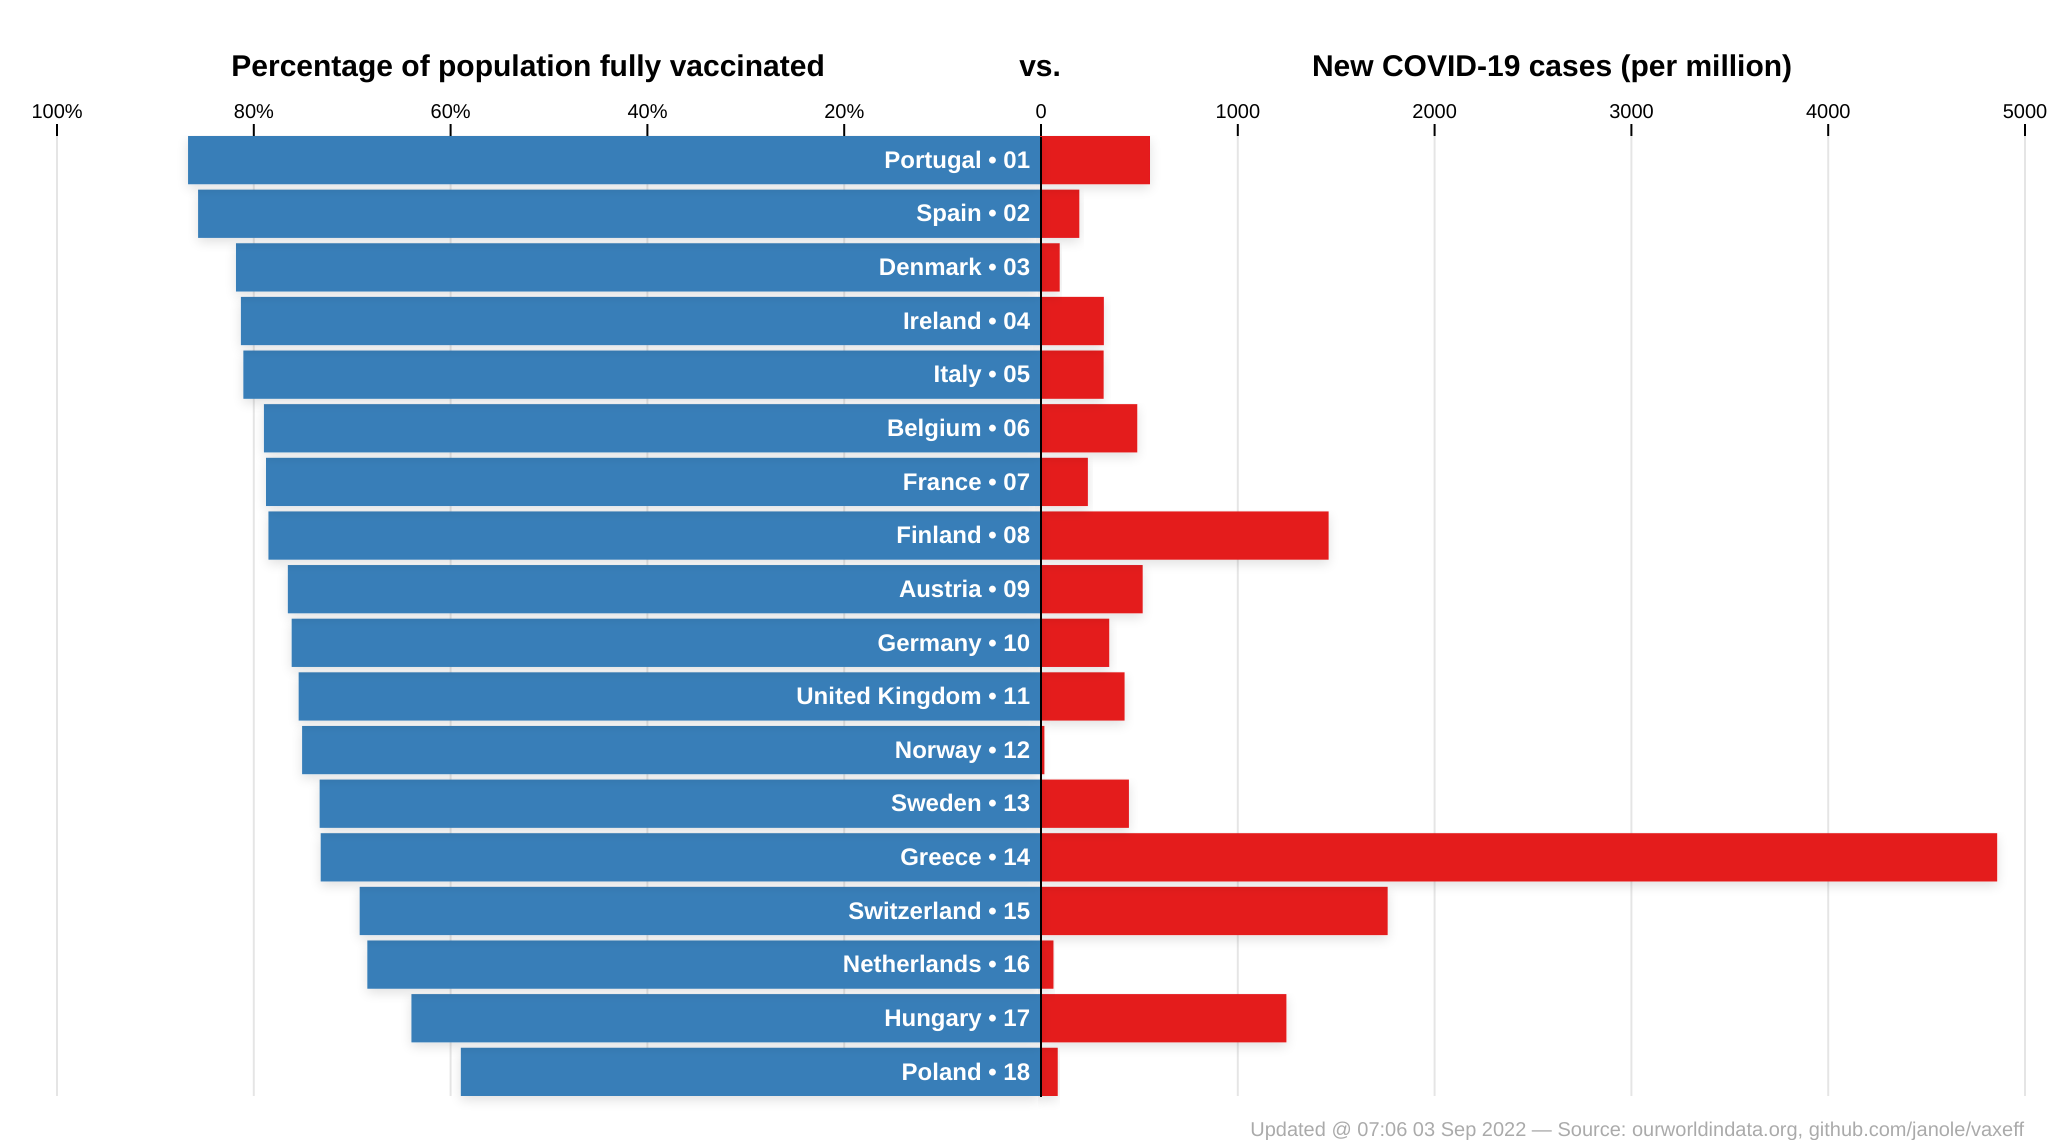 Percentage of population fully vaccinated vs. New COVID-19 cases (per million)
100% 80% 60% 40% 20% 0 1000 2000 3000 4000 5000
Portugal • 01
Spain • 02
Denmark • 03
Ireland • 04
Italy • 05
Belgium • 06
France • 07
Finland • 08
Austria • 09
Germany • 10
United Kingdom • 11
Norway • 12
Sweden • 13
Greece • 14
Switzerland • 15
Netherlands • 16
Hungary • 17
Poland • 18
Updated @ 07:06 03 Sep 2022 — Source: ourworldindata.org, github.com/janole/vaxeff